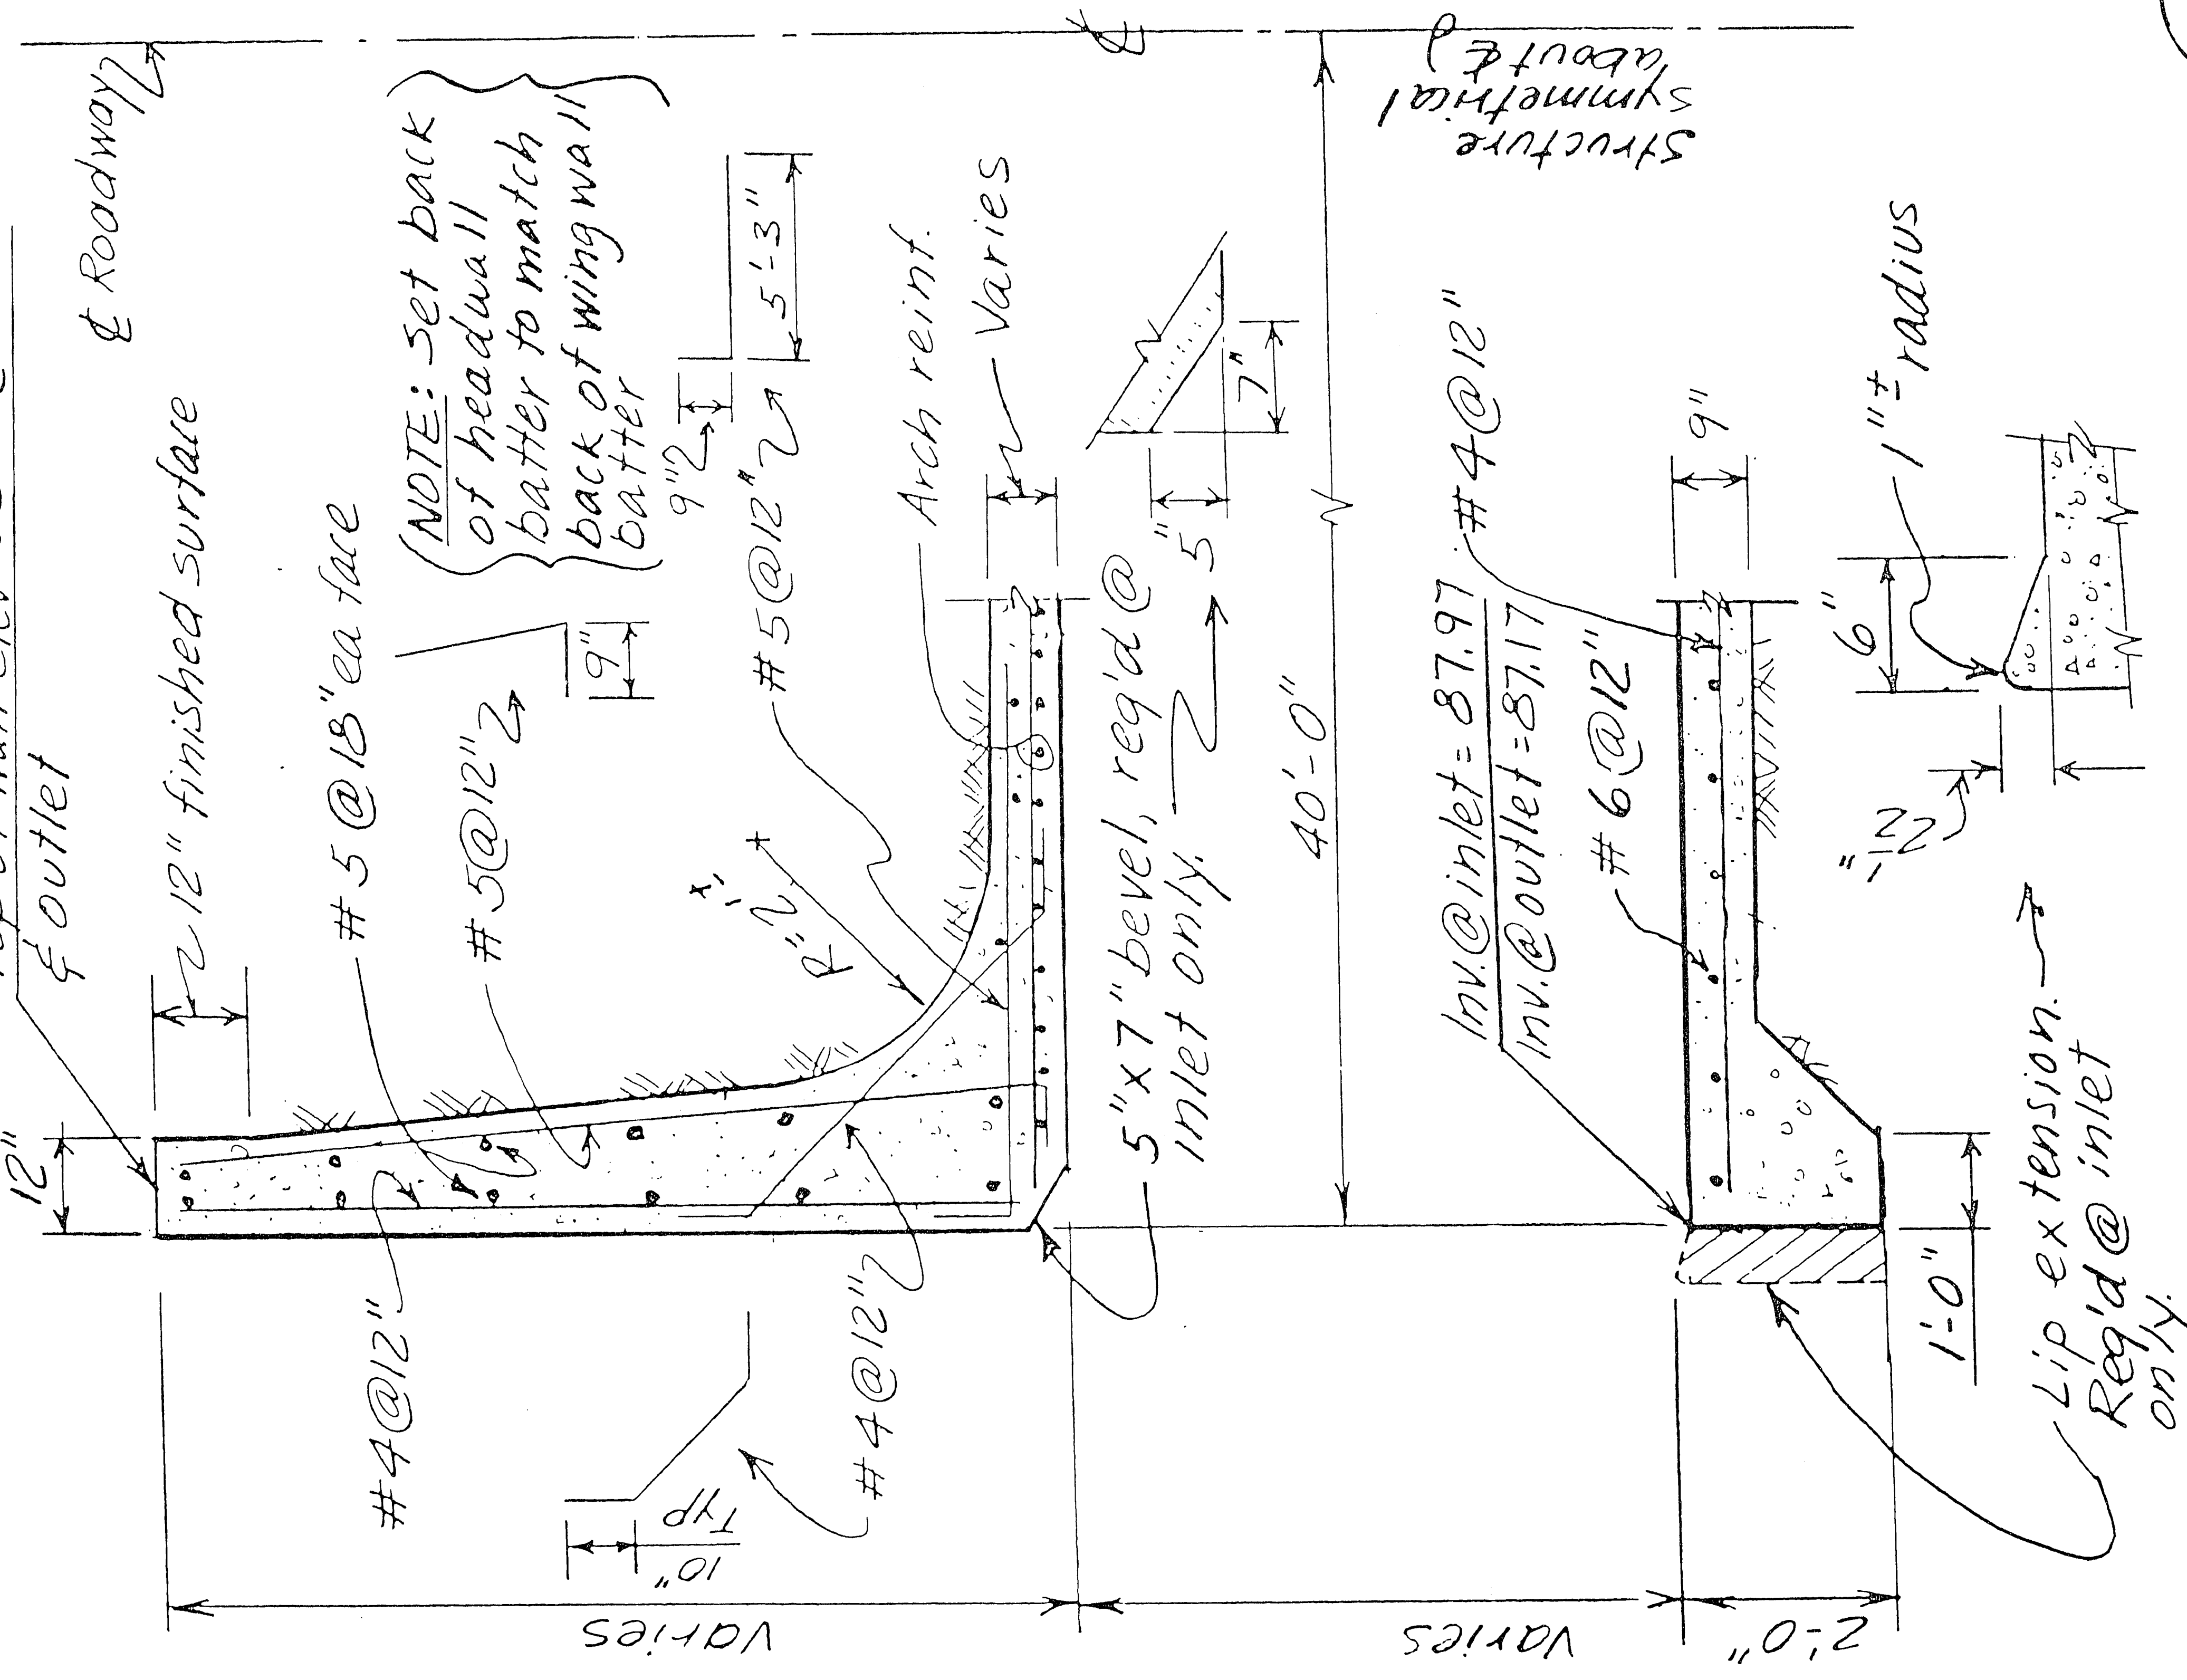 & outlet
12"
12" finished surface
℄ Roadway
#5 @ 18" ea face
#5@12"
9"
(NOTE: Set back
of headwall
batter to match
back of wingwall
batter)
9"
#5@12"
5'-3"
R=2'±
Arch reinf.
Varies
#4@12"
10"
TYP
#4@12"
5"x7" bevel, req'd @
inlet only.
5"
7"
40'-0"
Structure
symmetrical
about ℄
℄
Inv.@inlet = 87.97
Inv.@outlet = 87.17
#4@12"
#6@12"
9"
1"± radius
6"
1'-0"
Lip extension.
Req'd @ inlet
only.
Varies
Varies
2'-0"